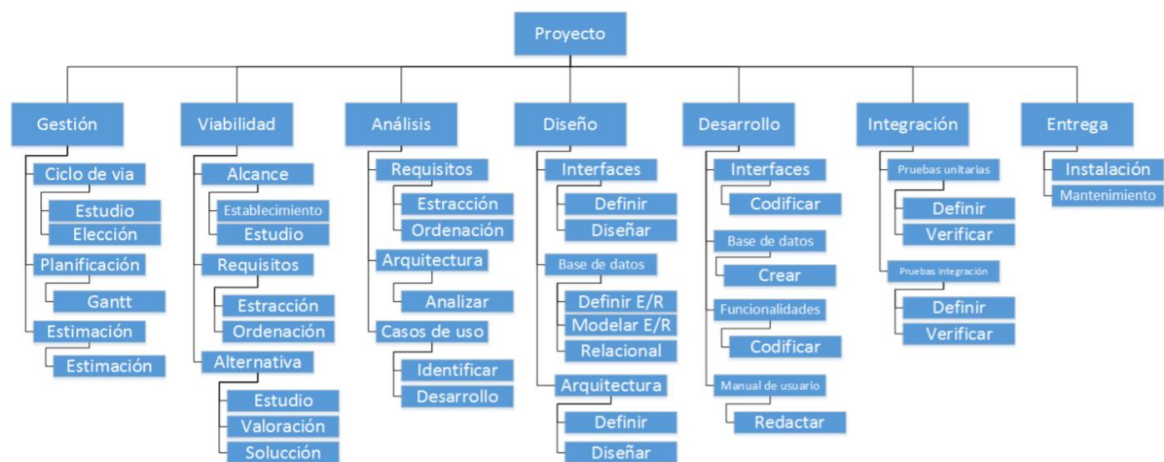 Proyecto
Gestión
Ciclo de via
Estudio
Elección
Planificación
Gantt
Estimación
Estimación
Viabilidad
Alcance
Establecimiento
Estudio
Requisitos
Estracción
Ordenación
Alternativa
Estudio
Valoración
Solucción
Análisis
Requisitos
Estracción
Ordenación
Arquitectura
Analizar
Casos de uso
Identificar
Desarrollo
Diseño
Interfaces
Definir
Diseñar
Base de datos
Definir E/R
Modelar E/R
Relacional
Arquitectura
Definir
Diseñar
Desarrollo
Interfaces
Codificar
Base de datos
Crear
Funcionalidades
Codificar
Manual de usuario
Redactar
Integración
Pruebas unitarias
Definir
Verificar
Pruebas integración
Definir
Verificar
Entrega
Instalación
Mantenimiento